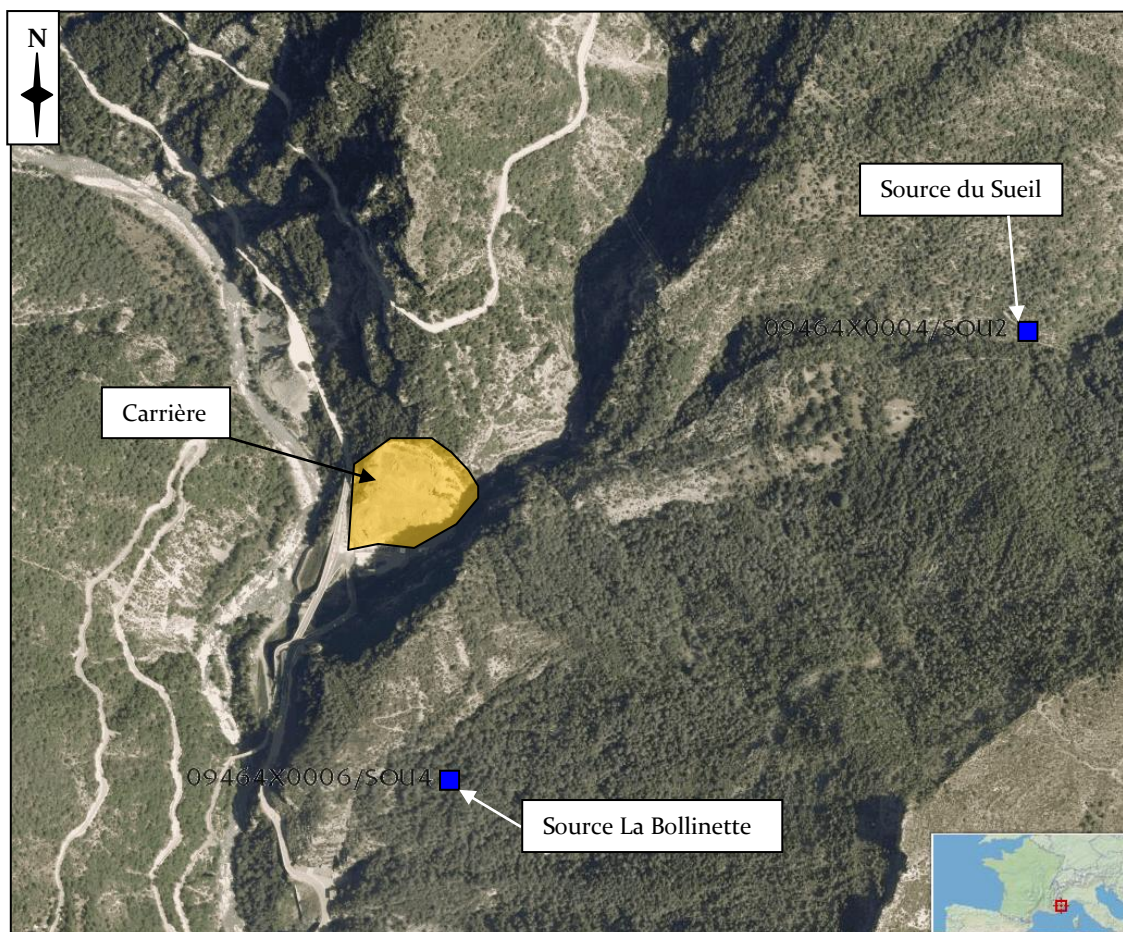 N
Source du Sueil
09464X0004/SOU2
Carrière
09464X0006/SOU4
Source La Bollinette